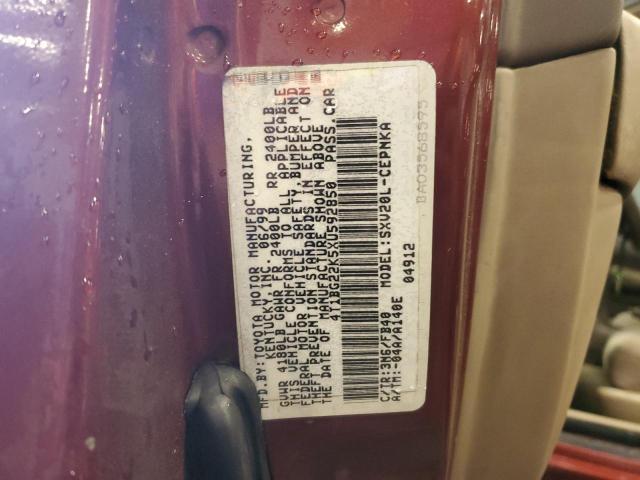 MFD.BY:TOYOTA MOTOR MANUFACTURING,
KENTUCKY,INC. 06/99
GVWR 4180LB GAWR FR 2400LB RR 2400LB
THIS VEHICLE CONFORMS TO ALL APPLICABLE
FEDERAL MOTOR VEHICLE SAFETY,BUMPER,AND
THEFT PREVENTION STANDARDS IN EFFECT ON
THE DATE OF MANUFACTURE SHOWN ABOVE.
4T1BG22K5XU592850 PASS.CAR
C/TR:3N6/FB40 MODEL:SXV20L-CEPNKA
A/TM:-04A/A140E 04912
BA03568595